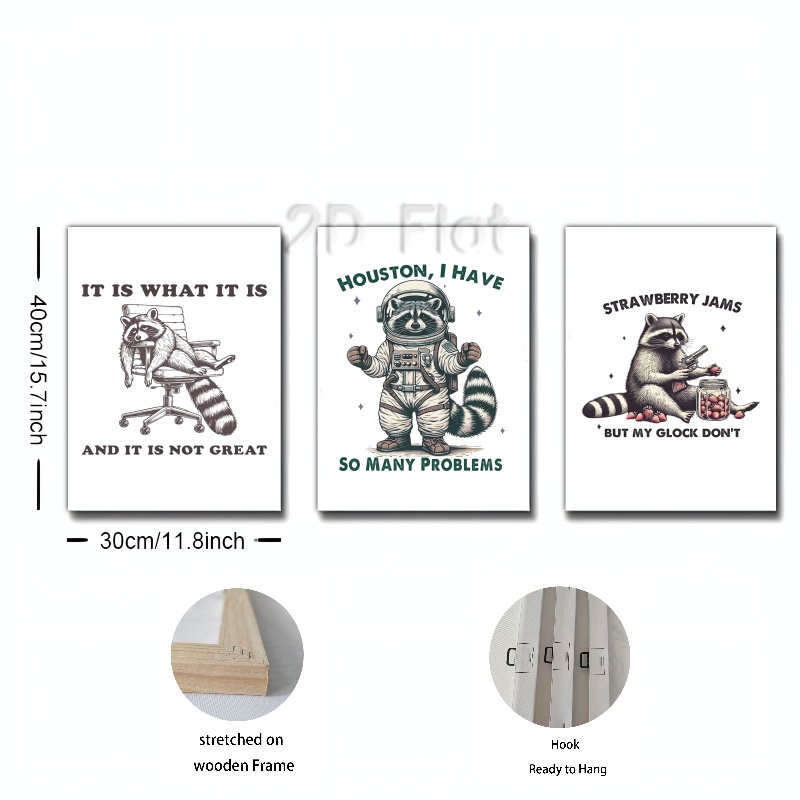 2D Flat
IT IS WHAT IT IS
AND IT IS NOT GREAT
HOUSTON, I HAVE
SO MANY PROBLEMS
STRAWBERRY JAMS
BUT MY GLOCK DON'T
40cm/15.7inch
30cm/11.8inch
stretched on
wooden Frame
Hook
Ready to Hang